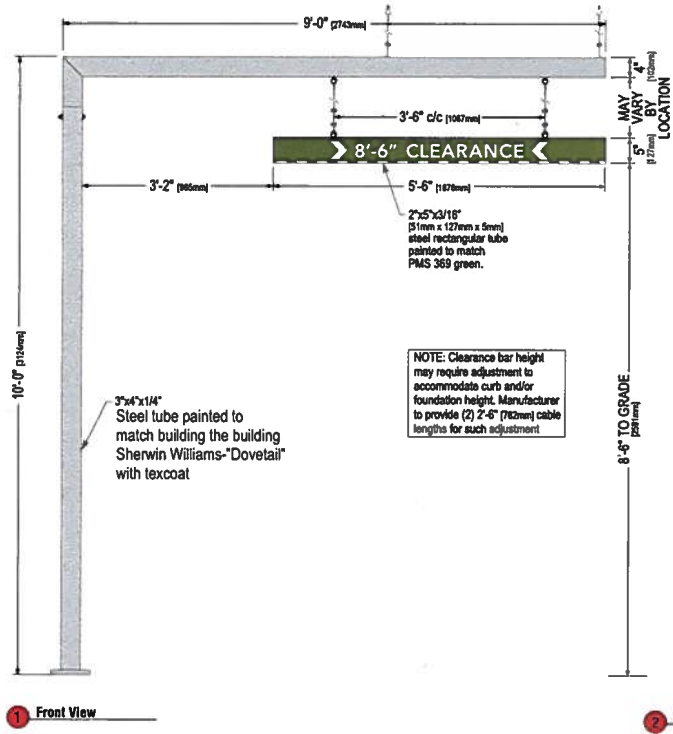 9'-0" [2743mm]
4"
[102mm]
MAY
VARY
BY
LOCATION
3'-6" c/c [1067mm]
8'-6" CLEARANCE
5"
[127mm]
3'-2" [965mm]
5'-6" [1676mm]
2"x5"x3/16"
[51mm x 127mm x 5mm]
steel rectangular tube
painted to match
PMS 369 green.
10'-0" [3124mm]
NOTE: Clearance bar height
may require adjustment to
accommodate curb and/or
foundation height. Manufacturer
to provide (2) 2'-6" [762mm] cable
lengths for such adjustment
3"x4"x1/4"
Steel tube painted to
match building the building
Sherwin Williams-"Dovetail"
with texcoat
8'-6" TO GRADE
[2591mm]
1 Front View
2